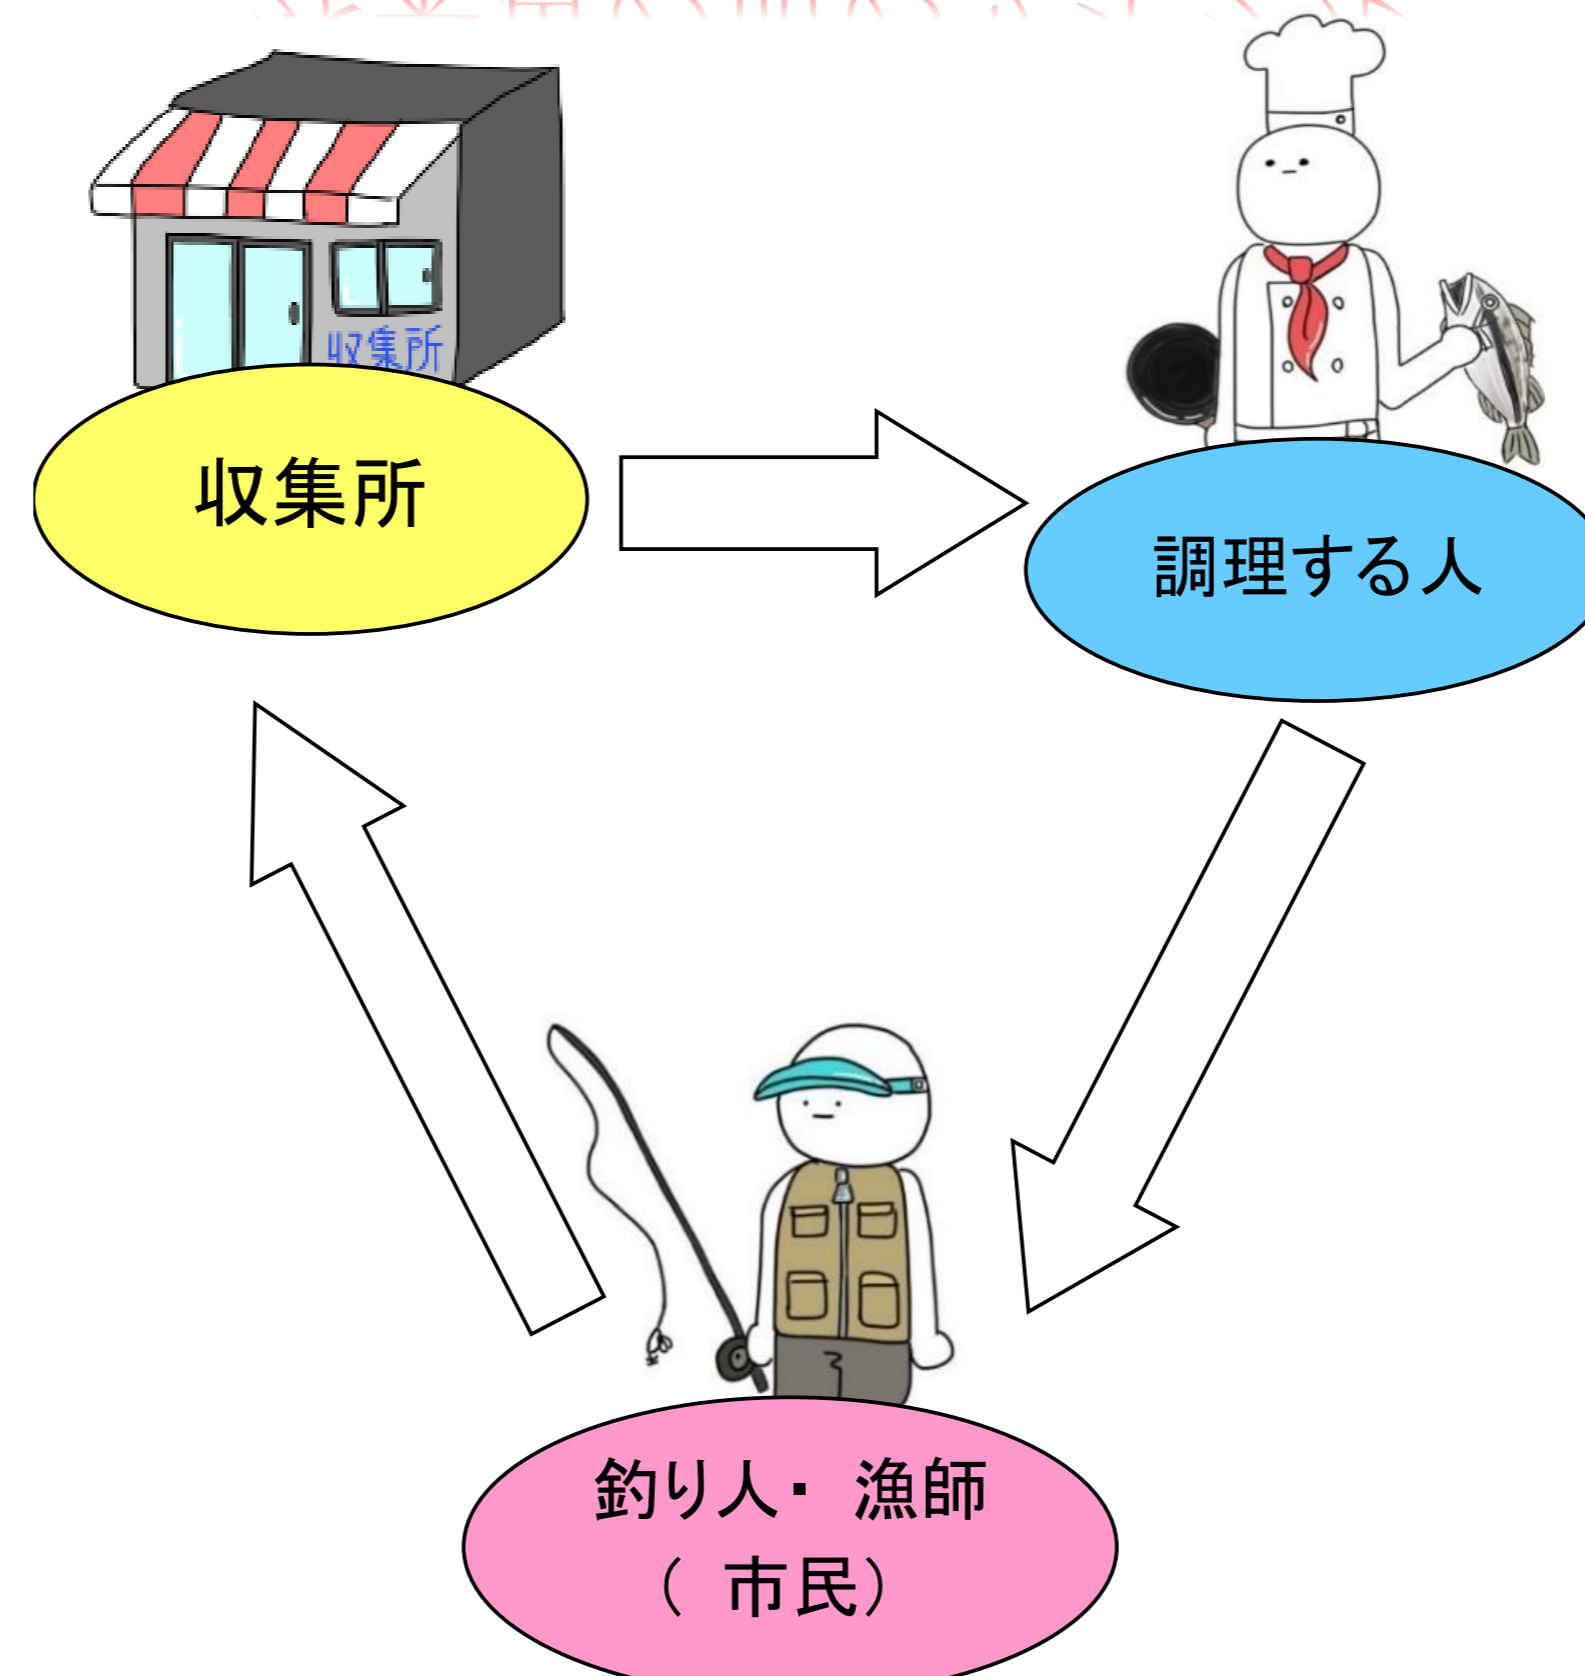 収集所
収集所
調理する人
釣り人・ 漁師
( 市民)